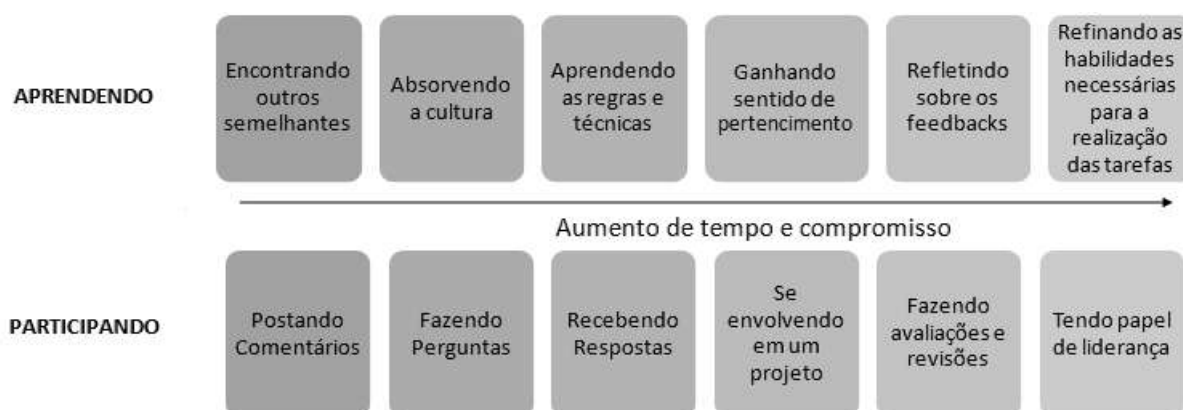 APRENDENDO
Encontrando
outros
semelhantes
Absorvendo
a cultura
Aprendendo
as regras e
técnicas
Ganhando
sentido de
pertencimento
Refletindo
sobre os
feedbacks
Refinando as
habilidades
necessárias
para a
realização
das tarefas
Aumento de tempo e compromisso
PARTICIPANDO
Postando
Comentários
Fazendo
Perguntas
Recebendo
Respostas
Se
envolvendo
em um
projeto
Fazendo
avaliações e
revisões
Tendo papel
de liderança